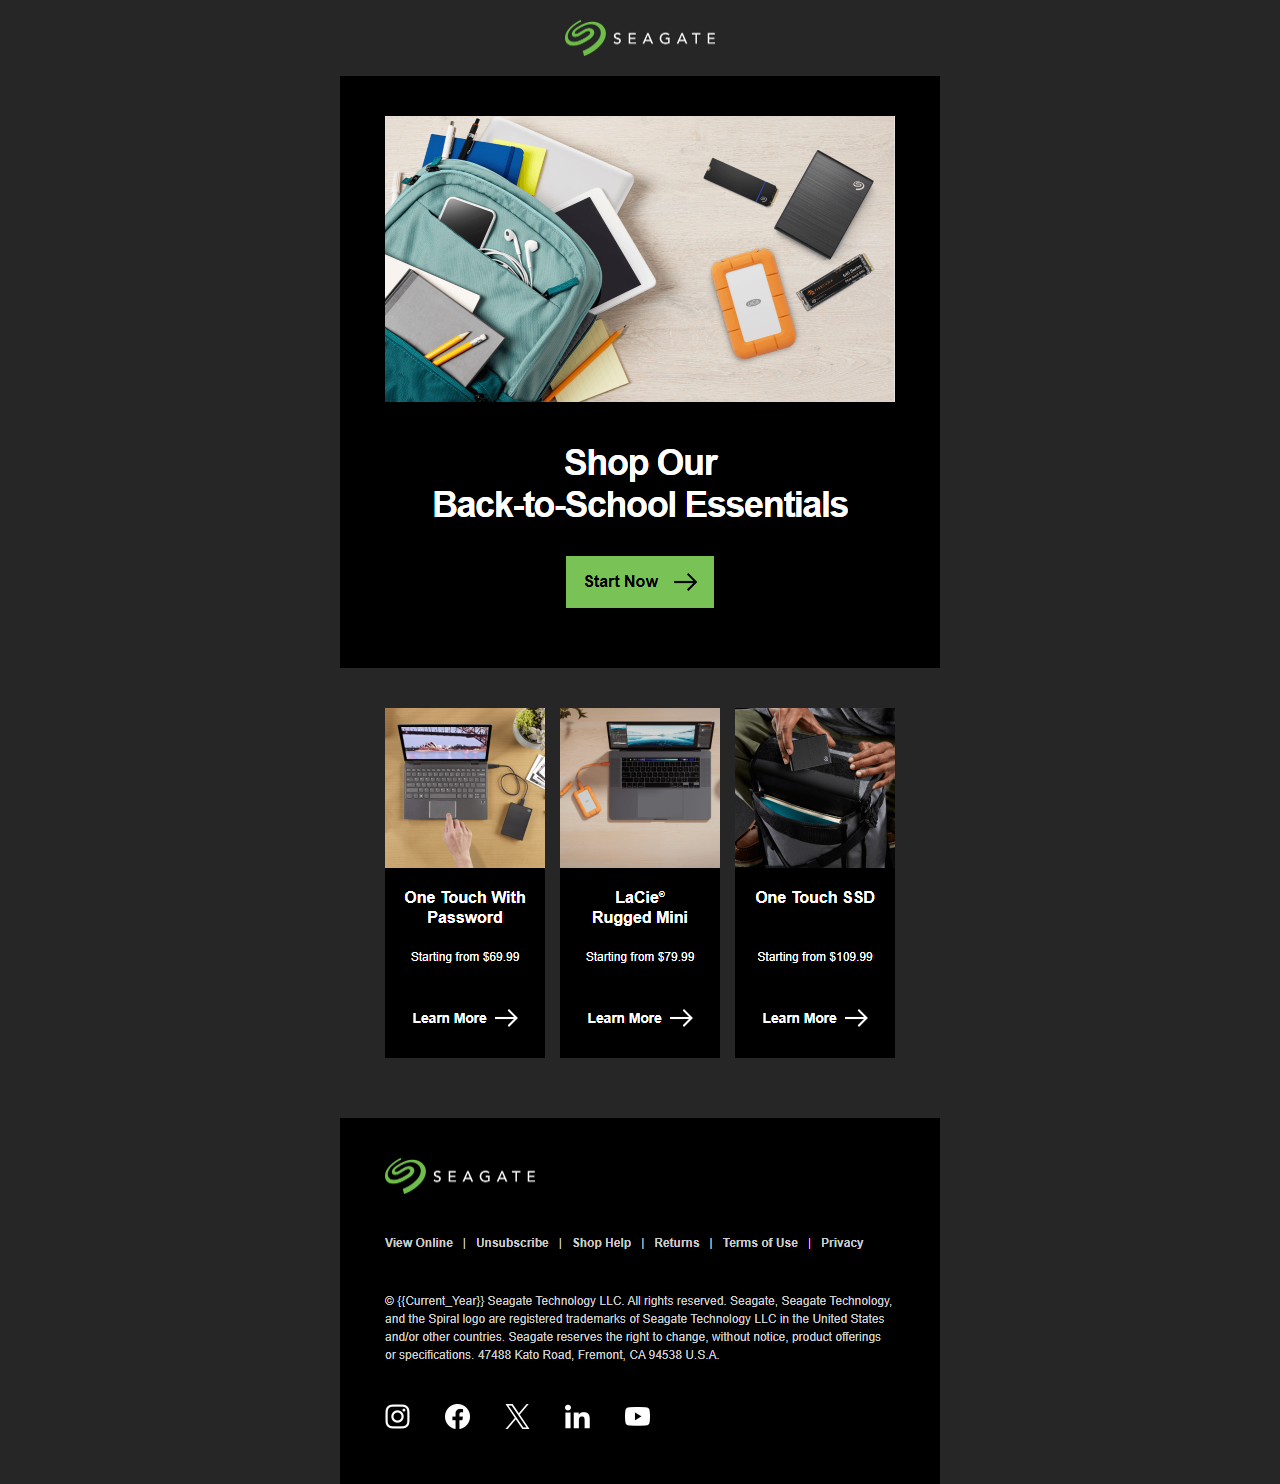 SEAGATE
Shop Our
Back-to-School Essentials
Start Now
One Touch With
Password
Starting from $69.99
Learn More
LaCie®
Rugged Mini
Starting from $79.99
Learn More
One Touch SSD
Starting from $109.99
Learn More
SEAGATE
View Online | Unsubscribe | Shop Help | Returns | Terms of Use | Privacy
© {{Current_Year}} Seagate Technology LLC. All rights reserved. Seagate, Seagate Technology,
and the Spiral logo are registered trademarks of Seagate Technology LLC in the United States
and/or other countries. Seagate reserves the right to change, without notice, product offerings
or specifications. 47488 Kato Road, Fremont, CA 94538 U.S.A.